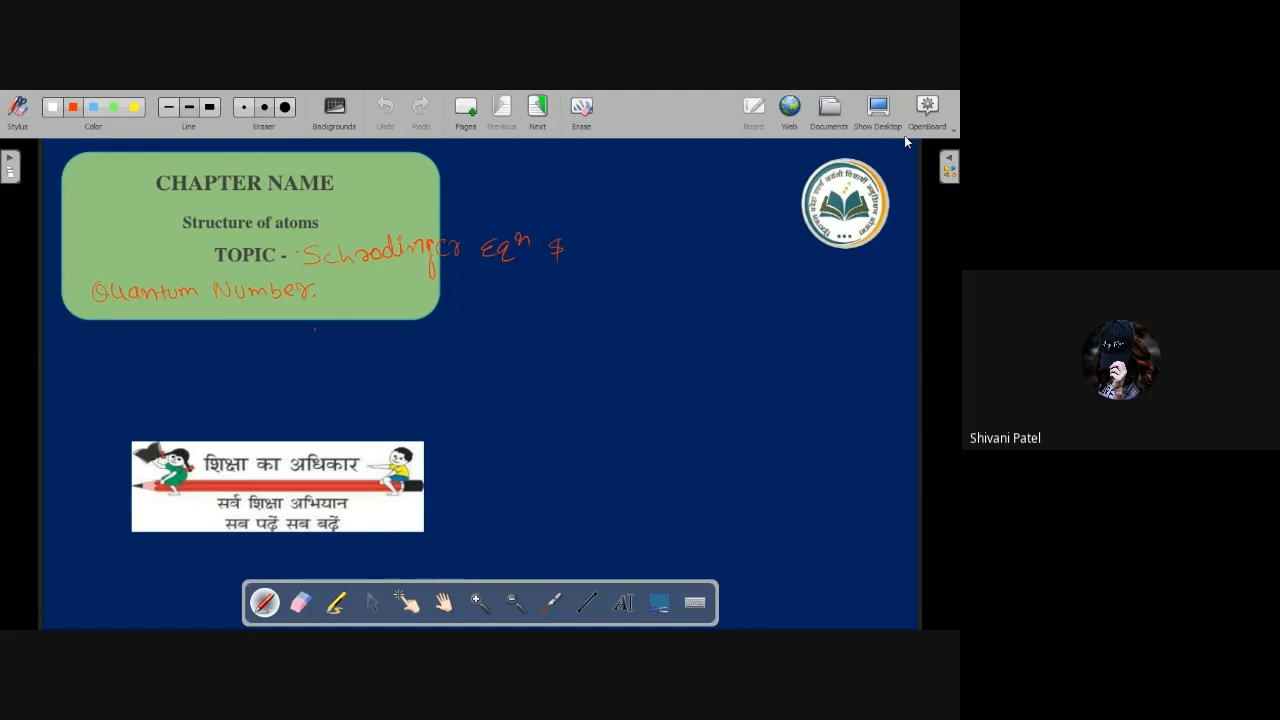 Stylus
Color
Line
Eraser
Backgrounds
Undo
Redo
Pages
Previous
Next
Erase
Board
Web
Documents
Show Desktop
OpenBoard
CHAPTER NAME
Structure of atoms
TOPIC - Schrodinger Eqⁿ &
Quantum Number.
शिक्षा का अधिकार
सर्व शिक्षा अभियान
सब पढ़ें सब बढ़ें
AI
Shivani Patel